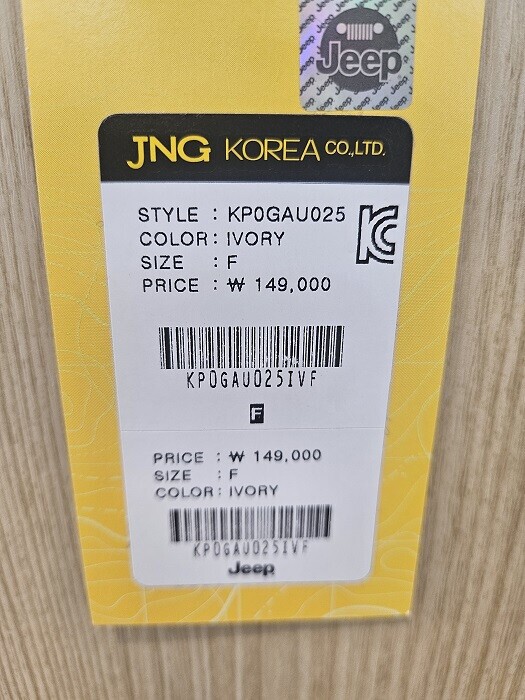 Jeep
JNG KOREA CO.,LTD.
STYLE : KP0GAU025
COLOR : IVORY
SIZE : F
PRICE : ₩ 149,000
KP0GAU025IVF
F
PRICE : ₩ 149,000
SIZE : F
COLOR : IVORY
KP0GAU025IVF
Jeep